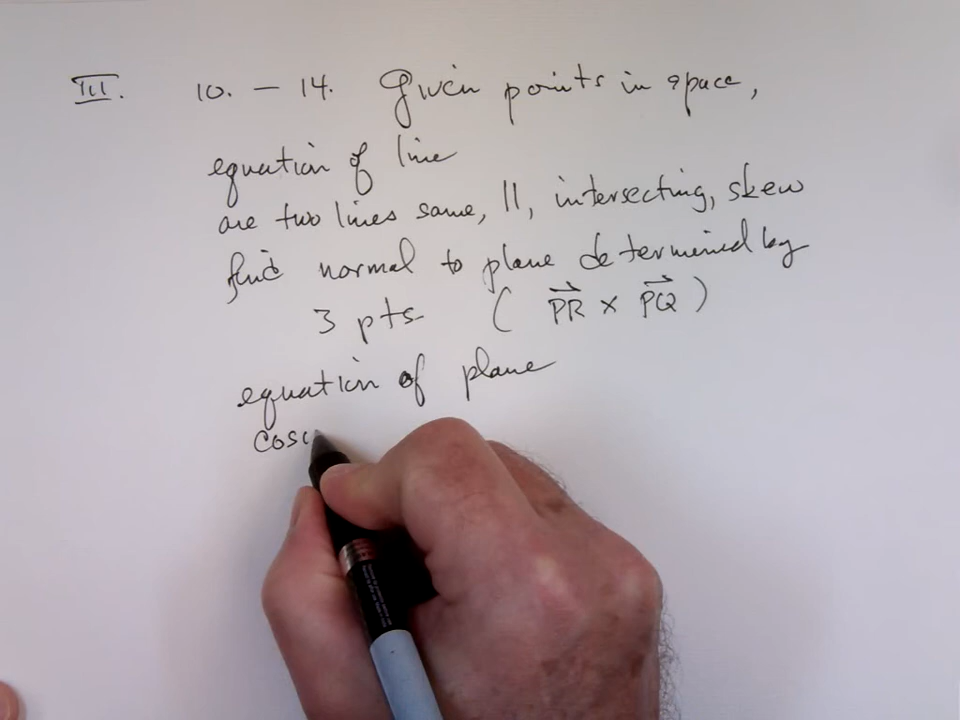 III. 10. — 14. Given points in space,
equation of line
are two lines same, ||, intersecting, skew
find normal to plane determined by
3 pts. ( PR × PQ )
equation of plane